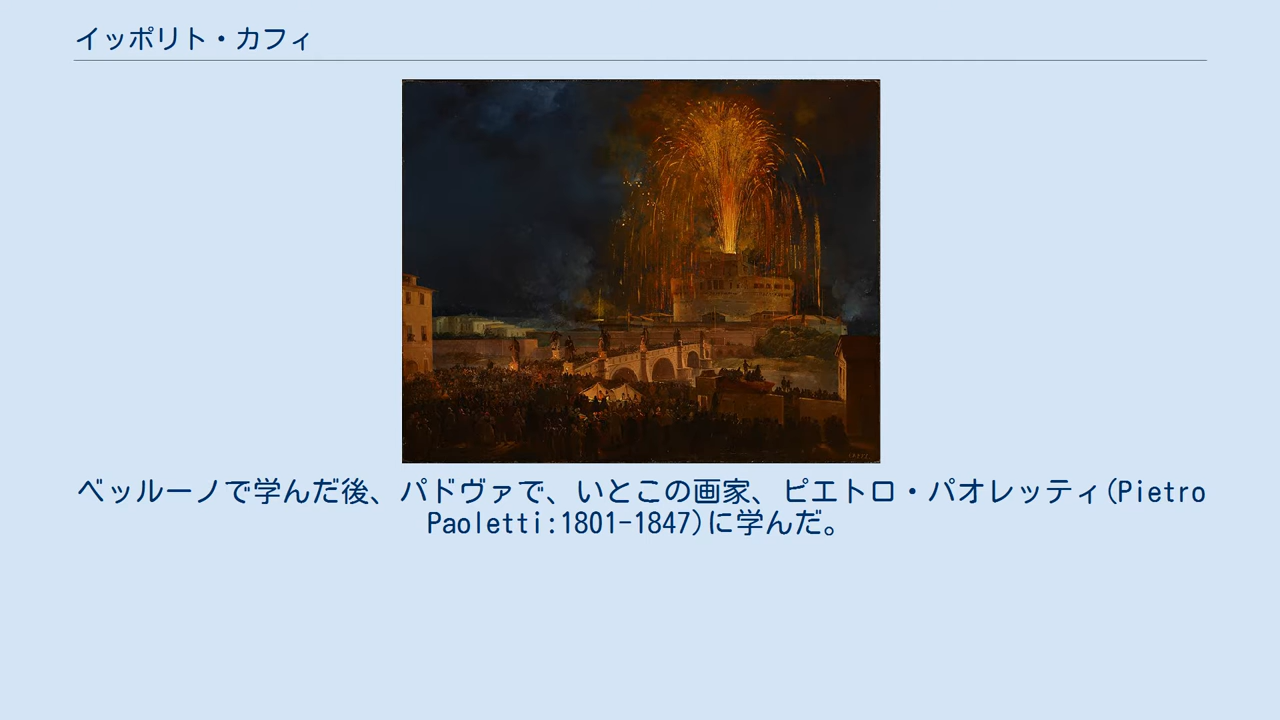 イッポリト・カフィ
ベッルーノで学んだ後、パドヴァで、いとこの画家、ピエトロ・パオレッティ(Pietro
Paoletti:1801-1847)に学んだ。